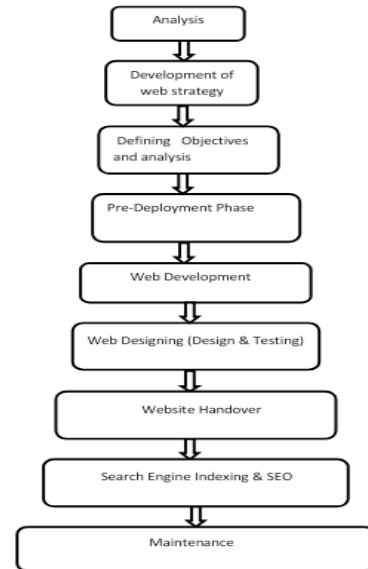 Analysis
Development of
web strategy
Defining Objectives
and analysis
Pre-Deployment Phase
Web Development
Web Designing (Design & Testing)
Website Handover
Search Engine Indexing & SEO
Maintenance